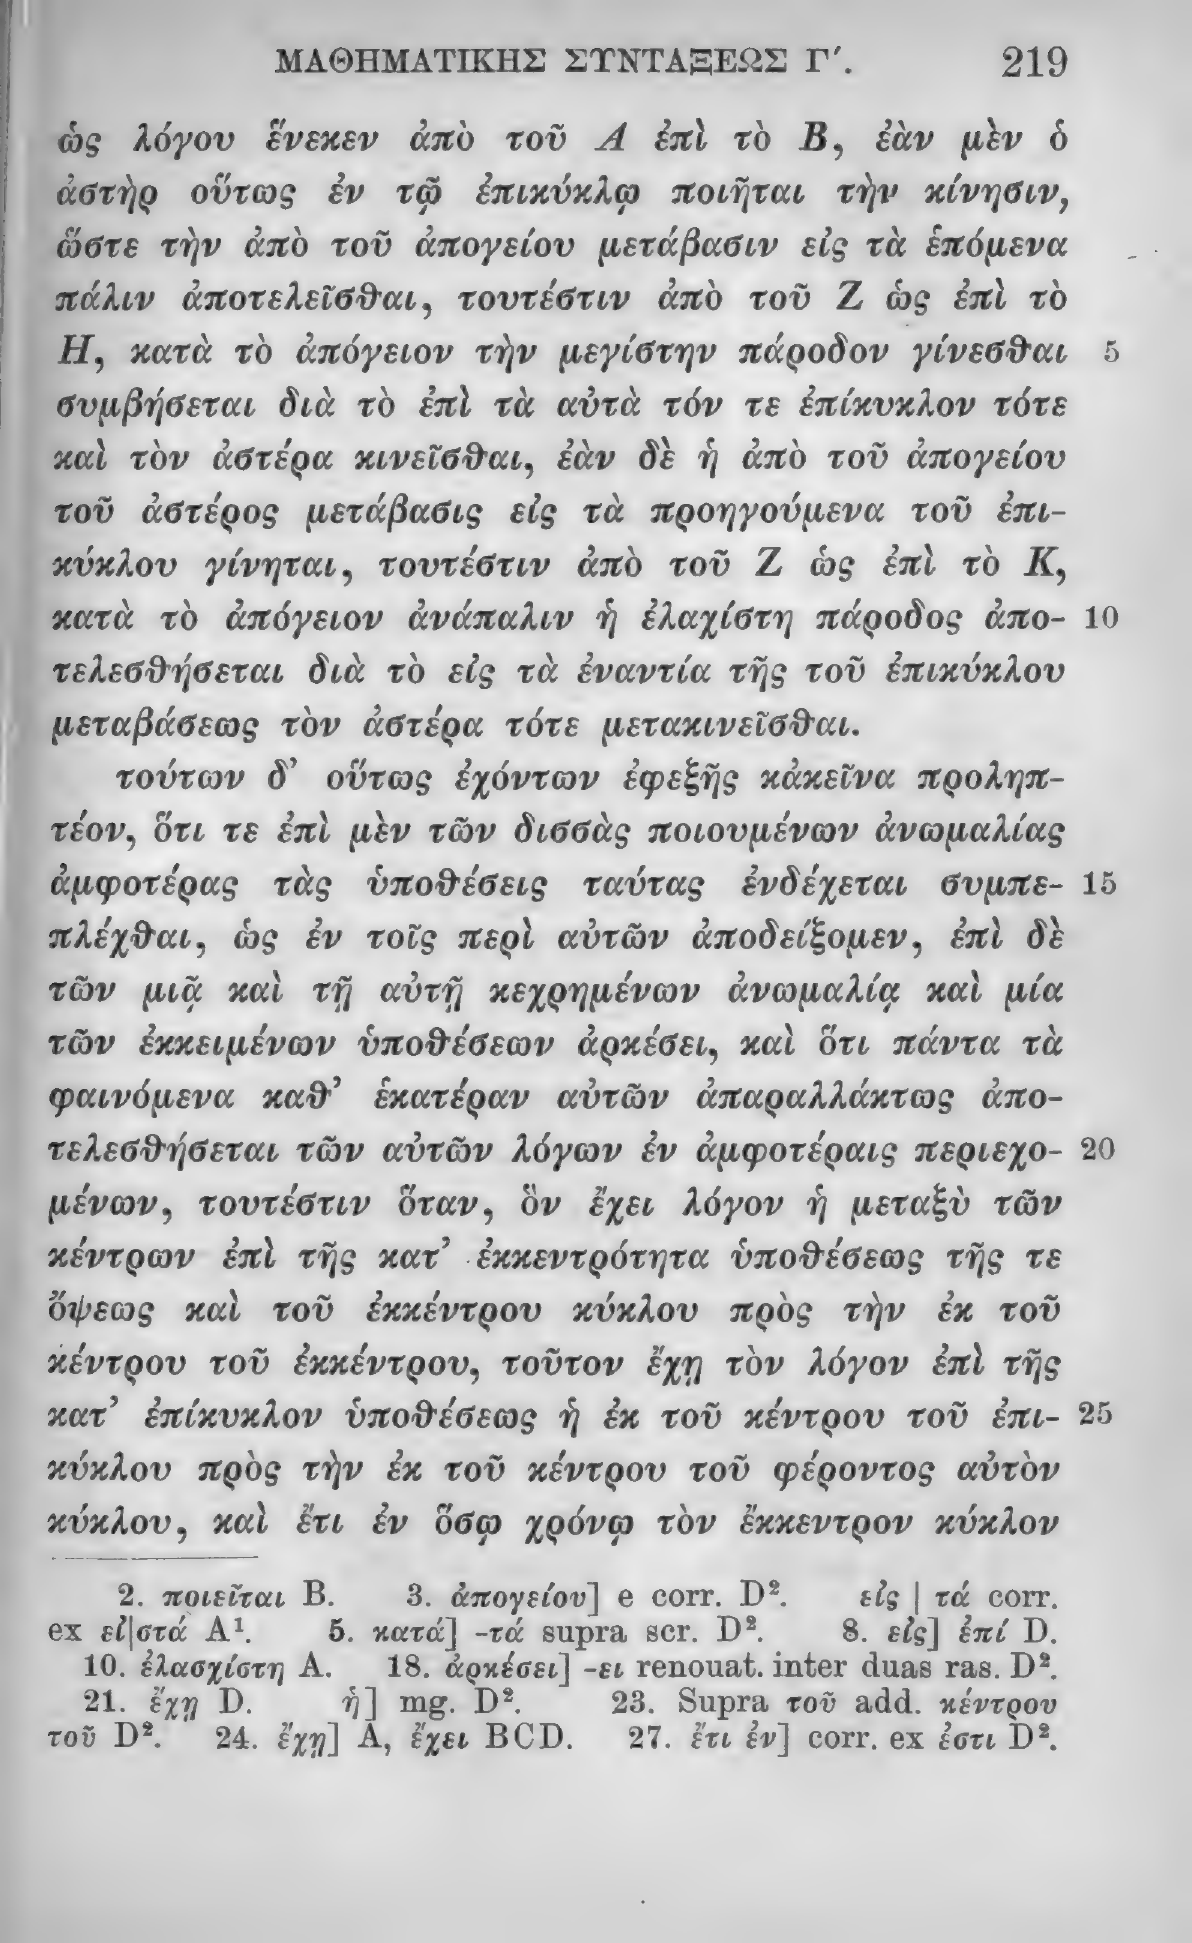 ΜΑΘΗΜΑΤΙΚΗΣ ΣΥΝΤΑΞΕΩΣ Γ′. 219
ὡς λόγου ἕνεκεν ἀπὸ τοῦ Α ἐπὶ τὸ Β, ἐὰν μὲν ὁ
ἀστὴρ οὕτως ἐν τῷ ἐπικύκλῳ ποιῆται τὴν κίνησιν,
ὥστε τὴν ἀπὸ τοῦ ἀπογείου μετάβασιν εἰς τὰ ἑπόμενα
πάλιν ἀποτελεῖσθαι, τουτέστιν ἀπὸ τοῦ Ζ ὡς ἐπὶ τὸ
Η, κατὰ τὸ ἀπόγειον τὴν μεγίστην πάροδον γίνεσθαι 5
συμβήσεται διὰ τὸ ἐπὶ τὰ αὐτὰ τόν τε ἐπίκυκλον τότε
καὶ τὸν ἀστέρα κινεῖσθαι, ἐὰν δὲ ἡ ἀπὸ τοῦ ἀπογείου
τοῦ ἀστέρος μετάβασις εἰς τὰ προηγούμενα τοῦ ἐπι-
κύκλου γίνηται, τουτέστιν ἀπὸ τοῦ Ζ ὡς ἐπὶ τὸ Κ,
κατὰ τὸ ἀπόγειον ἀνάπαλιν ἡ ἐλαχίστη πάροδος ἀπο- 10
τελεσθήσεται διὰ τὸ εἰς τὰ ἐναντία τῆς τοῦ ἐπικύκλου
μεταβάσεως τὸν ἀστέρα τότε μετακινεῖσθαι.
τούτων δ’ οὕτως ἐχόντων ἐφεξῆς κἀκεῖνα προληπ-
τέον, ὅτι τε ἐπὶ μὲν τῶν δισσὰς ποιουμένων ἀνωμαλίας
ἀμφοτέρας τὰς ὑποθέσεις ταύτας ἐνδέχεται συμπε- 15
πλέχθαι, ὡς ἐν τοῖς περὶ αὐτῶν ἀποδείξομεν, ἐπὶ δὲ
τῶν μιᾷ καὶ τῇ αὐτῇ κεχρημένων ἀνωμαλίᾳ καὶ μία
τῶν ἐκκειμένων ὑποθέσεων ἀρκέσει, καὶ ὅτι πάντα τὰ
φαινόμενα καθ’ ἑκατέραν αὐτῶν ἀπαραλλάκτως ἀπο-
τελεσθήσεται τῶν αὐτῶν λόγων ἐν ἀμφοτέραις περιεχο- 20
μένων, τουτέστιν ὅταν, ὃν ἔχει λόγον ἡ μεταξὺ τῶν
κέντρων ἐπὶ τῆς κατ’ ἐκκεντρότητα ὑποθέσεως τῆς τε
ὄψεως καὶ τοῦ ἐκκέντρου κύκλου πρὸς τὴν ἐκ τοῦ
κέντρου τοῦ ἐκκέντρου, τοῦτον ἔχῃ τὸν λόγον ἐπὶ τῆς
κατ’ ἐπίκυκλον ὑποθέσεως ἡ ἐκ τοῦ κέντρου τοῦ ἐπι- 25
κύκλου πρὸς τὴν ἐκ τοῦ κέντρου τοῦ φέροντος αὐτὸν
κύκλου, καὶ ἔτι ἐν ὅσῳ χρόνῳ τὸν ἔκκεντρον κύκλον
2. ποιεῖται B. 3. ἀπογείου] e corr. D². εἰς | τά corr.
ex εἰ|στά A¹. 5. κατά] -τά supra scr. D². 8. εἰς] ἐπί D.
10. ἐλασχίστη A. 18. ἀρκέσει] -ει renouat. inter duas ras. D².
21. ἔχῃ D. ἡ] mg. D². 23. Supra τοῦ add. κέντρου
τοῦ D². 24. ἔχῃ] A, ἔχει BCD. 27. ἔτι ἐν] corr. ex ἐστι D².